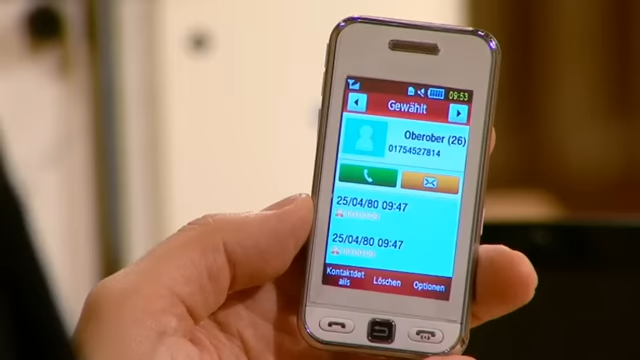 09:53
Gewählt
Oberober (26)
01754527814
25/04/80 09:47
25/04/80 09:47
Kontaktdet
ails
Löschen
Optionen